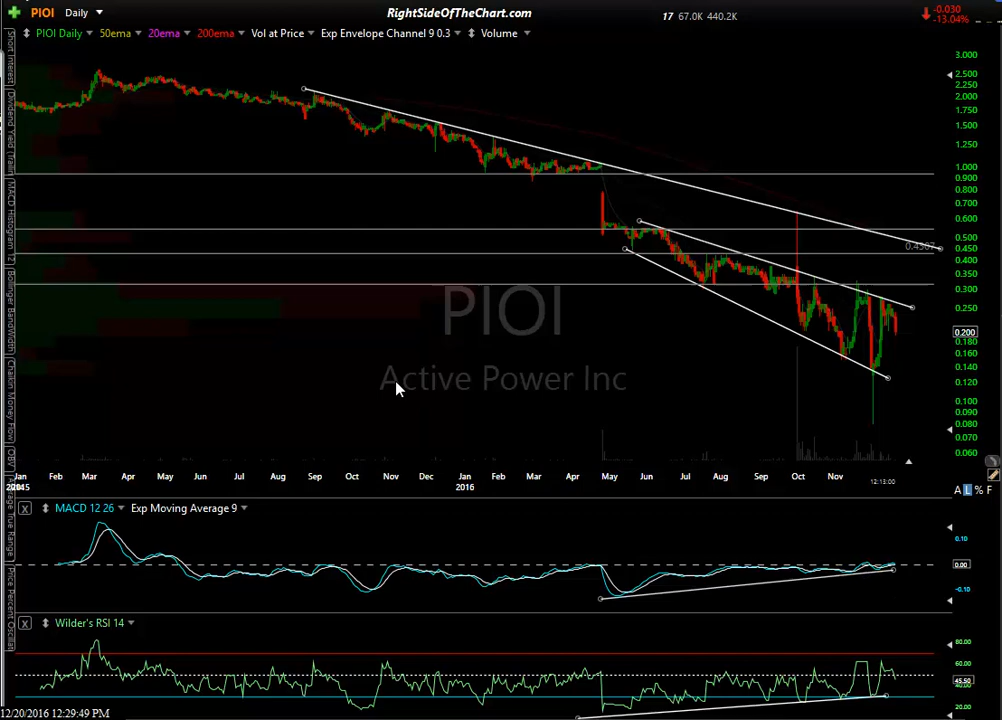 PIOI Daily RightSideOfTheChart.com 17 67.0K 440.2K -0.030
-13.04%
PIOI Daily 50ema 20ema 200ema Vol at Price Exp Envelope Channel 9 0.3 Volume
Short Interest
Dividend Yield (Trailin
MACD Histogram 12
Bollinger BandWidth
Chaikin Money Flow
OBV
Average True Range
Price Percent Oscillat
3.000
2.500
2.250
2.000
1.750
1.500
1.250
1.000
0.900
0.800
0.700
0.600
0.500
0.450
0.400
0.350
0.300
0.250
0.200
0.180
0.160
0.140
0.120
0.100
0.090
0.080
0.070
0.060
PIOI
Active Power Inc
Jan Feb Mar Apr May Jun Jul Aug Sep Oct Nov Dec Jan Feb Mar Apr May Jun Jul Aug Sep Oct Nov 12:13:00
2016
A L % F
X MACD 12 26 Exp Moving Average 9
0.10
0.00
-0.10
X Wilder's RSI 14
80.00
60.00
45.50
20.00
12/20/2016 12:29:49 PM